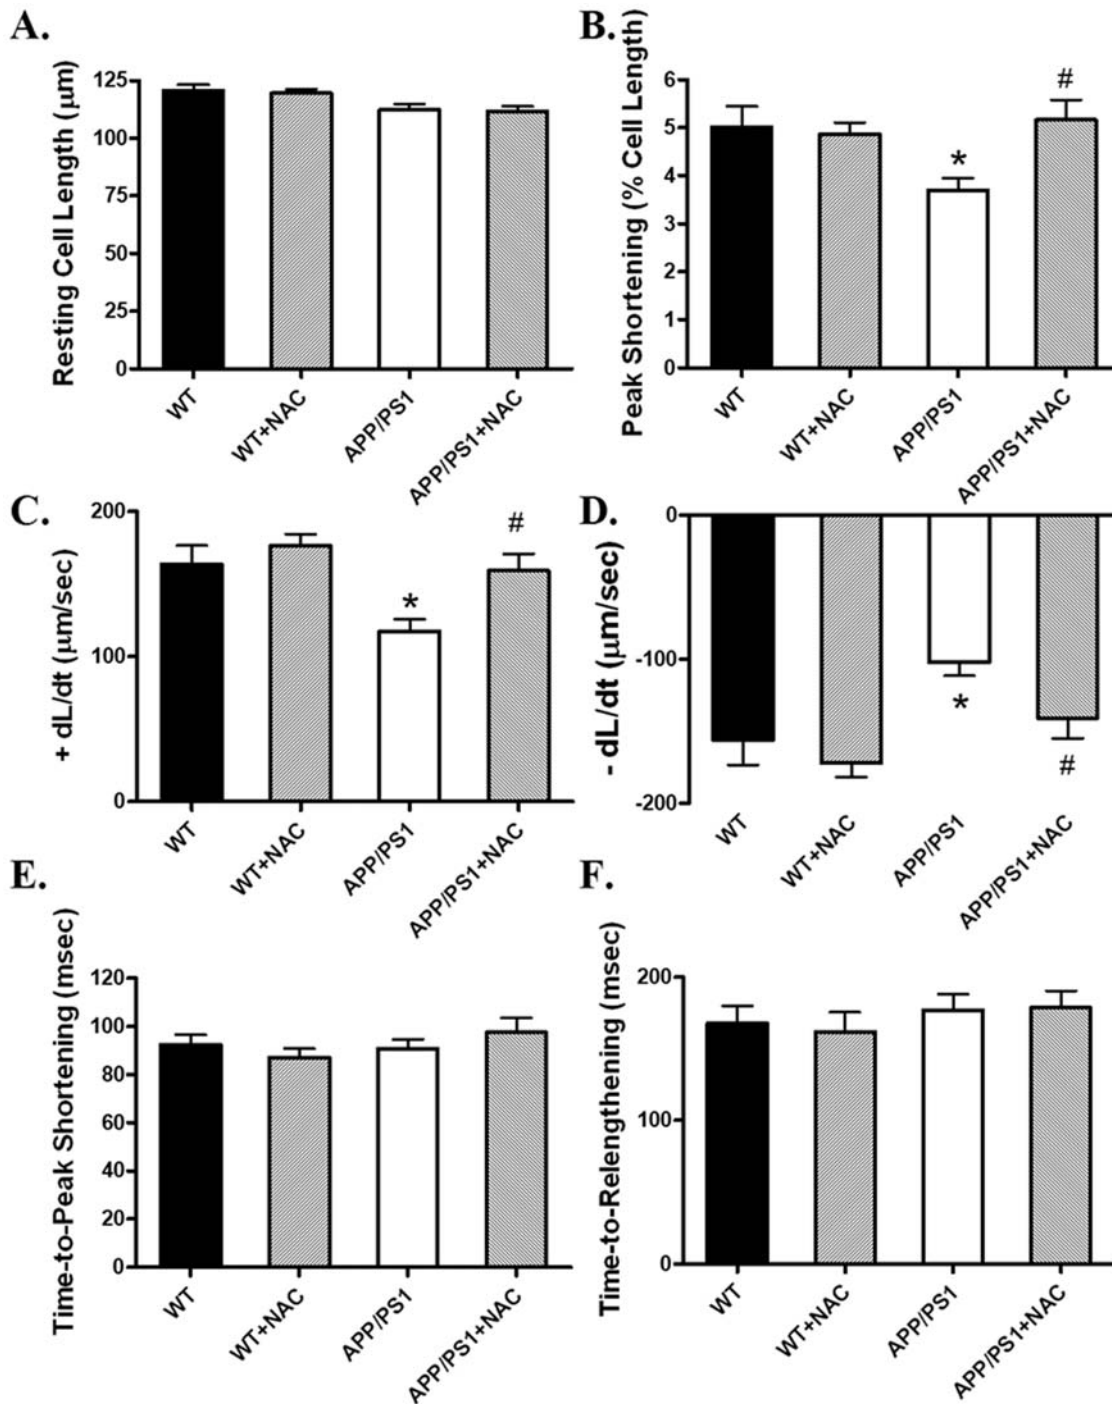 A.
Resting Cell Length (μm)
125
100
75
50
25
0
WT
WT+NAC
APP/PS1
APP/PS1+NAC
B.
Peak Shortening (% Cell Length)
6
5
4
3
2
1
0
*
#
WT
WT+NAC
APP/PS1
APP/PS1+NAC
C.
+ dL/dt (μm/sec)
200
100
0
*
#
WT
WT+NAC
APP/PS1
APP/PS1+NAC
D.
- dL/dt (μm/sec)
0
-100
-200
*
#
WT
WT+NAC
APP/PS1
APP/PS1+NAC
E.
Time-to-Peak Shortening (msec)
120
100
80
60
40
20
0
WT
WT+NAC
APP/PS1
APP/PS1+NAC
F.
Time-to-Relengthening (msec)
200
100
0
WT
WT+NAC
APP/PS1
APP/PS1+NAC